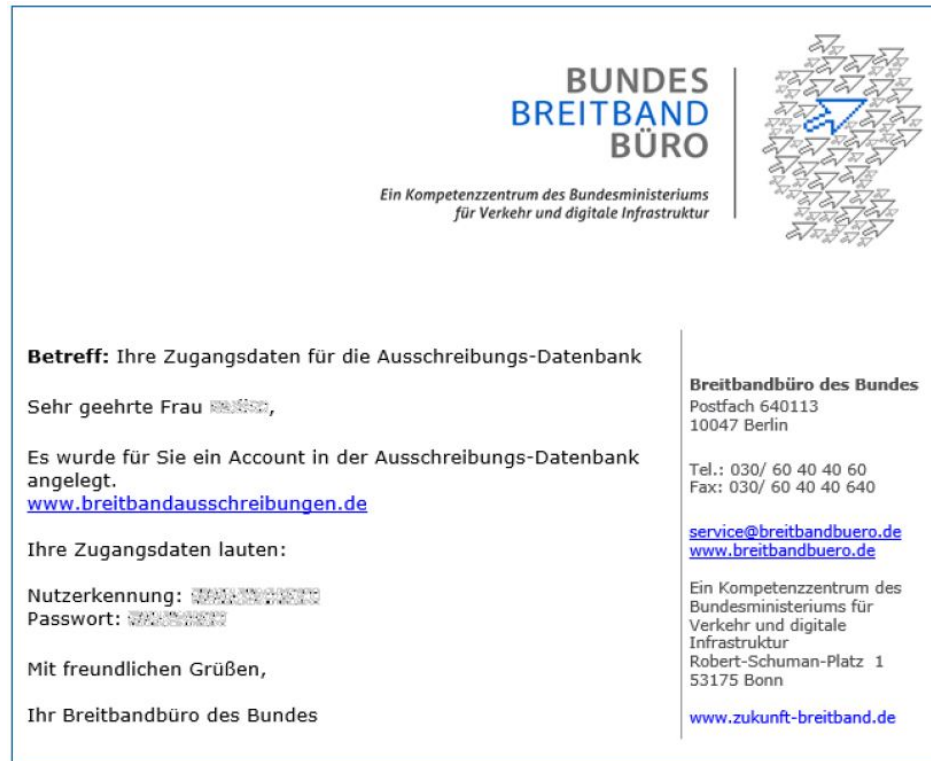 BUNDES
BREITBAND
BÜRO
Ein Kompetenzzentrum des Bundesministeriums
für Verkehr und digitale Infrastruktur
Betreff: Ihre Zugangsdaten für die Ausschreibungs-Datenbank
Sehr geehrte Frau ,
Es wurde für Sie ein Account in der Ausschreibungs-Datenbank
angelegt.
www.breitbandausschreibungen.de
Ihre Zugangsdaten lauten:
Nutzerkennung:
Passwort:
Mit freundlichen Grüßen,
Ihr Breitbandbüro des Bundes
Breitbandbüro des Bundes
Postfach 640113
10047 Berlin
Tel.: 030/ 60 40 40 60
Fax: 030/ 60 40 40 640
service@breitbandbuero.de
www.breitbandbuero.de
Ein Kompetenzzentrum des
Bundesministeriums für
Verkehr und digitale
Infrastruktur
Robert-Schuman-Platz 1
53175 Bonn
www.zukunft-breitband.de